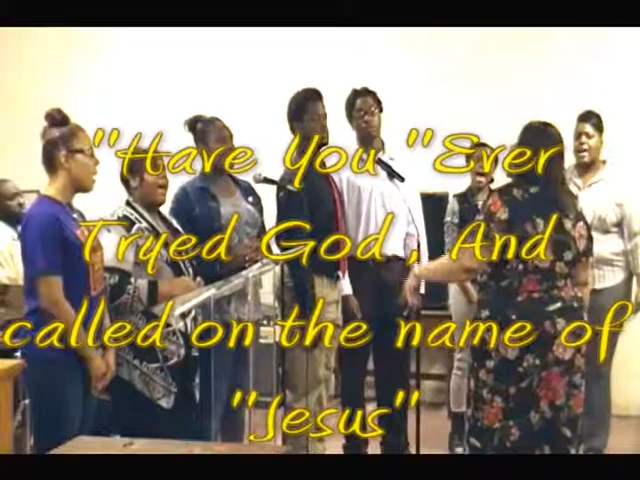 "Have You "Ever
Tryed God , And
called on the name of
"Jesus"